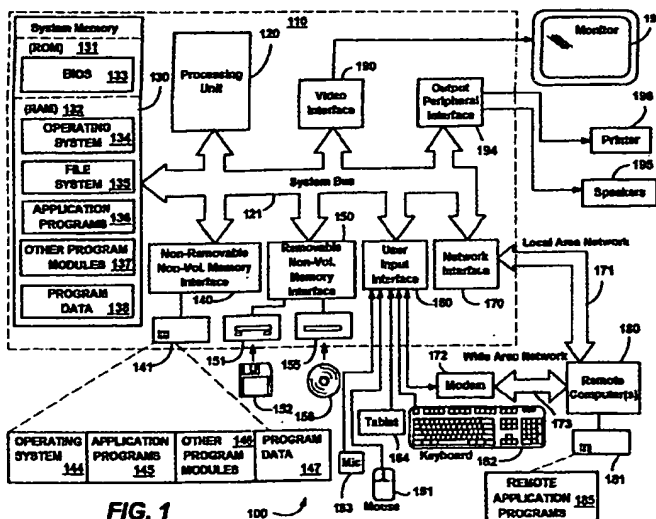 System Memory
(ROM) 131
BIOS 133
130
(RAM) 132
OPERATING
SYSTEM 134
FILE
SYSTEM 135
APPLICATION
PROGRAMS 136
OTHER PROGRAM
MODULES 137
PROGRAM
DATA 138
120
110
Processing
Unit
190
Video
Interface
Output
Peripheral
Interface
194
Monitor
196
Printer
195
Speakers
System Bus
121
Non-Removable
Non-Vol. Memory
Interface
140
150
Removable
Non-Vol.
Memory
Interface
User
Input
Interface
160
Network
Interface
170
Local Area Network
171
141
151
155
152
156
172
Modem
Wide Area Network
173
180
Remote
Computer(s)
181
Tablet
164
Keyboard
162
Mic
163
Mouse
161
OPERATING
SYSTEM 144
APPLICATION
PROGRAMS 145
OTHER 146
PROGRAM
MODULES
PROGRAM
DATA 147
REMOTE
APPLICATION 185
PROGRAMS
FIG. 1
100